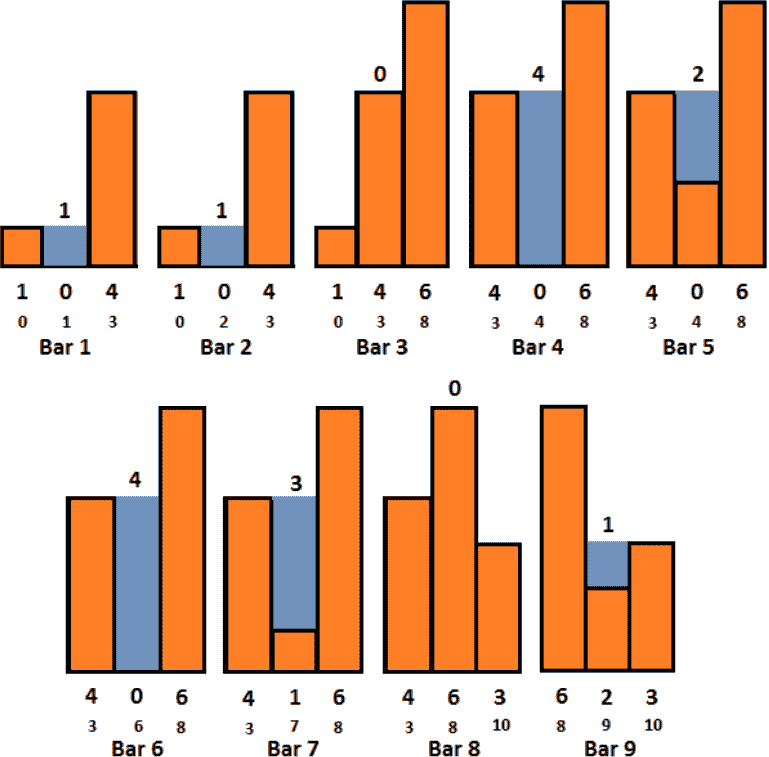 0 4 2
1 1
1 0 4 1 0 4 1 4 6 4 0 6 4 0 6
0 1 3 0 2 3 0 3 8 3 4 8 3 4 8
Bar 1 Bar 2 Bar 3 Bar 4 Bar 5
0
4 3
1
4 0 6 4 1 6 4 6 3 6 2 3
3 6 8 3 7 8 3 8 10 8 9 10
Bar 6 Bar 7 Bar 8 Bar 9